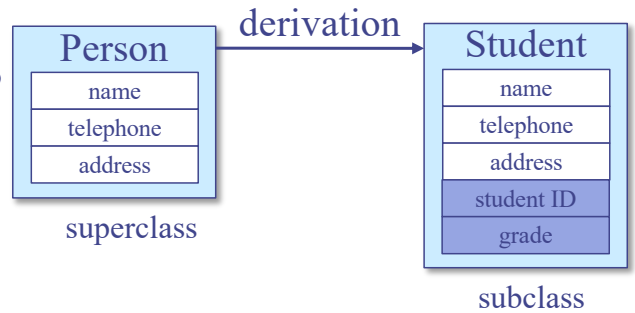 derivation
Person
name
telephone
address
superclass
Student
name
telephone
address
student ID
grade
subclass